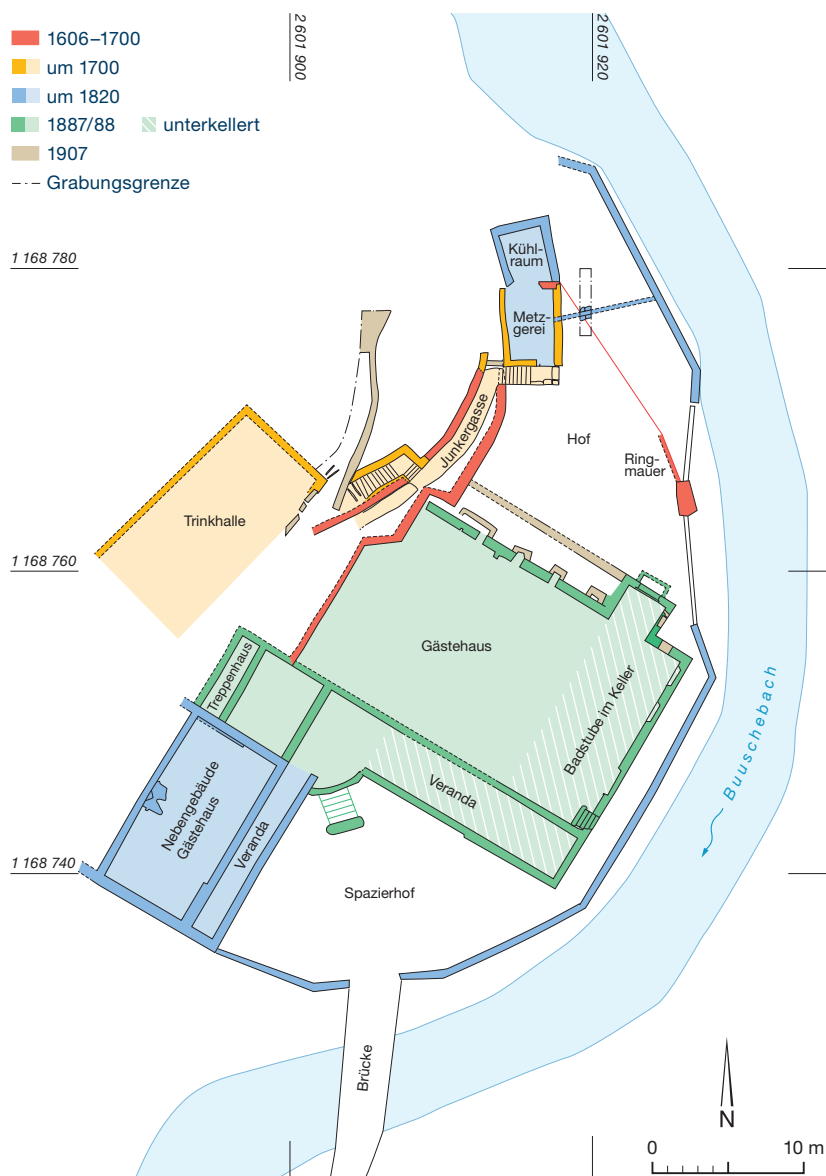 2 601 900
2 601 920
1606–1700
um 1700
um 1820
1887/88 unterkellert
1907
Grabungsgrenze
1 168 780
Kühl-
raum
Metz-
gerei
Junkergasse
Hof
Ring-
mauer
Trinkhalle
1 168 760
Gästehaus
Treppenhaus
Badstube im Keller
Buuschebach
Veranda
Nebengebäude
Gästehaus
Veranda
1 168 740
Spazierhof
Brücke
N
0 10 m